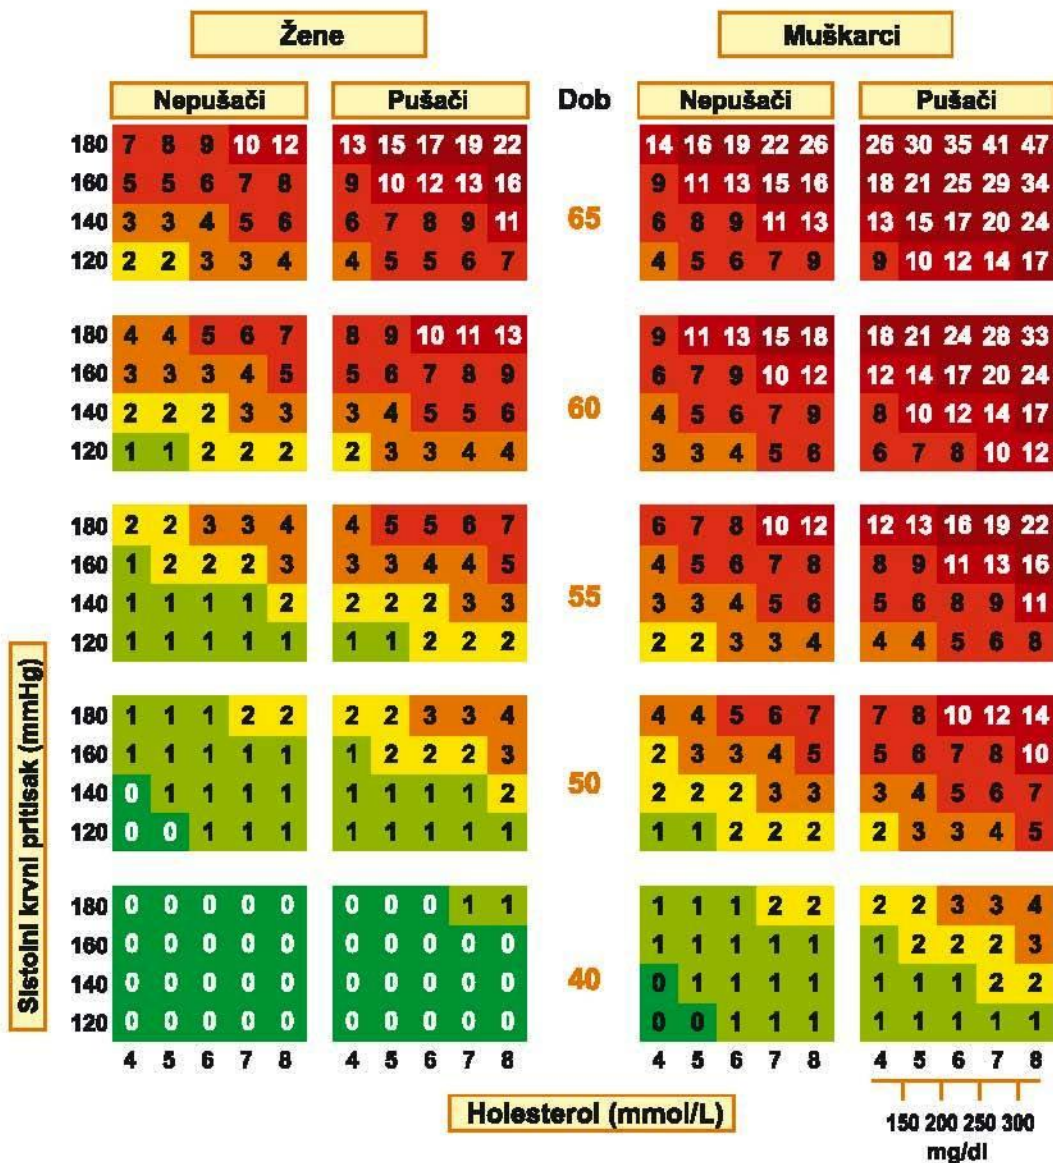 Žene Muškarci
Nepušači Pušači Dob Nepušači Pušači
180 7 8 9 10 12 13 15 17 19 22 14 16 19 22 26 26 30 35 41 47
160 5 5 6 7 8 9 10 12 13 16 9 11 13 15 16 18 21 25 29 34
65
140 3 3 4 5 6 6 7 8 9 11 6 8 9 11 13 13 15 17 20 24
120 2 2 3 3 4 4 5 5 6 7 4 5 6 7 9 9 10 12 14 17
180 4 4 5 6 7 8 9 10 11 13 9 11 13 15 18 18 21 24 28 33
160 3 3 3 4 5 5 6 7 8 9 6 7 9 10 12 12 14 17 20 24
60
140 2 2 2 3 3 3 4 5 5 6 4 5 6 7 9 8 10 12 14 17
120 1 1 2 2 2 2 3 3 4 4 3 3 4 5 6 6 7 8 10 12
180 2 2 3 3 4 4 5 5 6 7 6 7 8 10 12 12 13 16 19 22
160 1 2 2 2 3 3 3 4 4 5 4 5 6 7 8 8 9 11 13 16
55
140 1 1 1 1 2 2 2 2 3 3 3 3 4 5 6 5 6 8 9 11
120 1 1 1 1 1 1 1 2 2 2 2 2 3 3 4 4 4 5 6 8
180 1 1 1 2 2 2 2 3 3 4 4 4 5 6 7 7 8 10 12 14
160 1 1 1 1 1 1 2 2 2 3 2 3 3 4 5 5 6 7 8 10
50
140 0 1 1 1 1 1 1 1 1 2 2 2 2 3 3 3 4 5 6 7
120 0 0 1 1 1 1 1 1 1 1 1 1 2 2 2 2 3 3 4 5
180 0 0 0 0 0 0 0 0 1 1 1 1 1 2 2 2 2 3 3 4
160 0 0 0 0 0 0 0 0 0 0 1 1 1 1 1 1 2 2 2 3
40
140 0 0 0 0 0 0 0 0 0 0 0 1 1 1 1 1 1 1 2 2
120 0 0 0 0 0 0 0 0 0 0 0 0 1 1 1 1 1 1 1 1
4 5 6 7 8 4 5 6 7 8 4 5 6 7 8 4 5 6 7 8
Sistolni krvni pritisak (mmHg)
Holesterol (mmol/L)
150 200 250 300
mg/dl